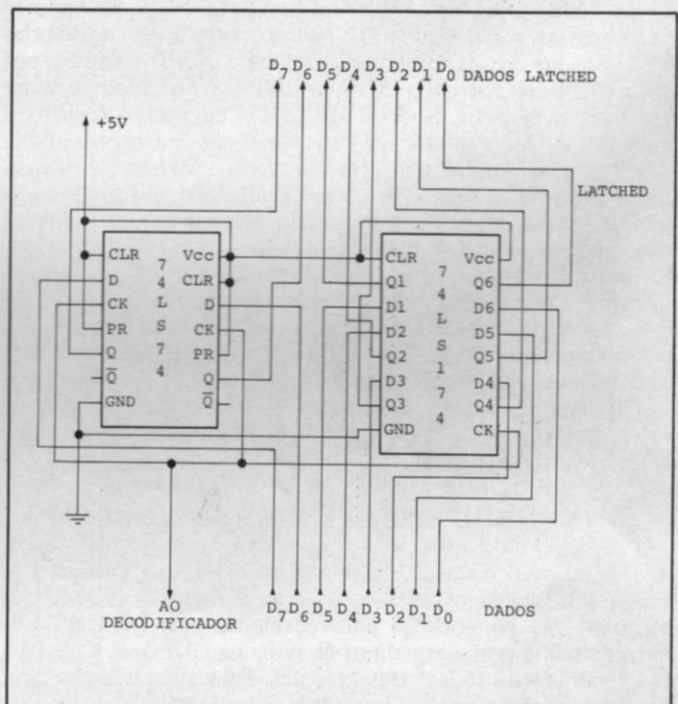 D7 D6 D5 D4 D3 D2 D1 D0 DADOS LATCHED
+5V
LATCHED
CLR 7 Vcc
D 4 CLR
CK L D
PR S CK
Q 7 PR
Q̅ 4 Q
GND Q̅
CLR 7 Vcc
Q1 4 Q6
D1 L D6
D2 S D5
Q2 1 Q5
D3 7 D4
Q3 4 Q4
GND CK
AO
DECODIFICADOR
D7 D6 D5 D4 D3 D2 D1 D0 DADOS